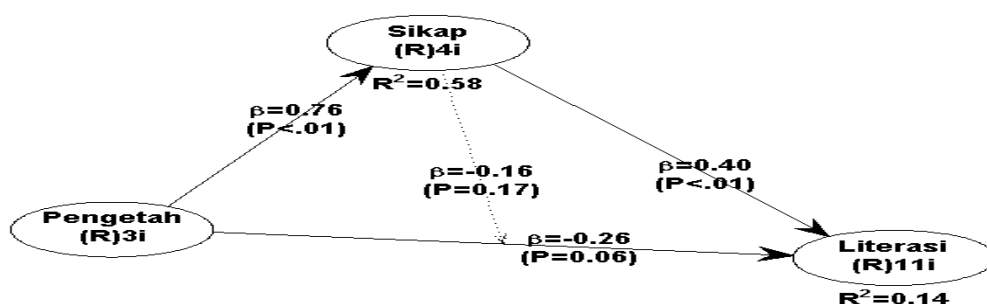 Sikap
(R)4i
R²=0.58
β=0.76
(P<.01)
β=-0.16
(P=0.17)
β=0.40
(P<.01)
Pengetah
(R)3i
β=-0.26
(P=0.06)
Literasi
(R)11i
R²=0.14